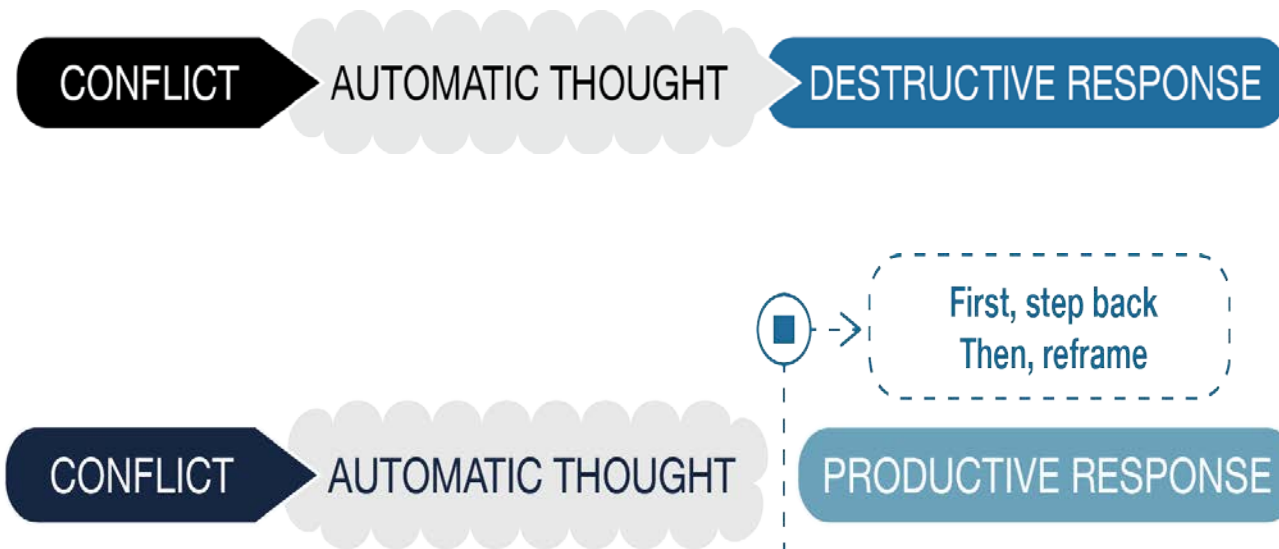 CONFLICT
AUTOMATIC THOUGHT
DESTRUCTIVE RESPONSE
First, step back
Then, reframe
CONFLICT
AUTOMATIC THOUGHT
PRODUCTIVE RESPONSE